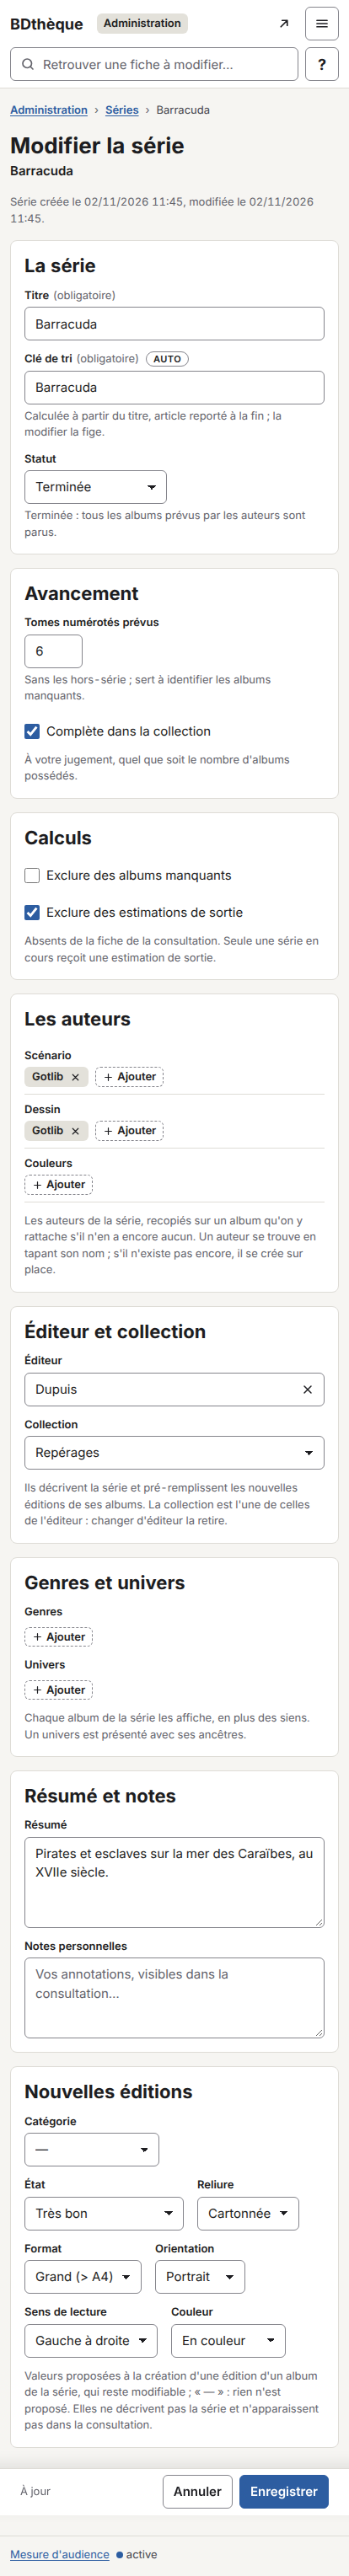 BDthèque Administration
Retrouver une fiche à modifier... ?
Administration › Séries › Barracuda
Modifier la série
Barracuda
Série créée le 02/11/2026 11:45, modifiée le 02/11/2026
11:45.
La série
Titre (obligatoire)
Barracuda
Clé de tri (obligatoire) AUTO
Barracuda
Calculée à partir du titre, article reporté à la fin ; la
modifier la fige.
Statut
Terminée
Terminée : tous les albums prévus par les auteurs sont
parus.
Avancement
Tomes numérotés prévus
6
Sans les hors-série ; sert à identifier les albums
manquants.
Complète dans la collection
À votre jugement, quel que soit le nombre d'albums
possédés.
Calculs
Exclure des albums manquants
Exclure des estimations de sortie
Absents de la fiche de la consultation. Seule une série en
cours reçoit une estimation de sortie.
Les auteurs
Scénario
Gotlib × + Ajouter
Dessin
Gotlib × + Ajouter
Couleurs
+ Ajouter
Les auteurs de la série, recopiés sur un album qu'on y
rattache s'il n'en a encore aucun. Un auteur se trouve en
tapant son nom ; s'il n'existe pas encore, il se crée sur
place.
Éditeur et collection
Éditeur
Dupuis ×
Collection
Repérages
Ils décrivent la série et pré-remplissent les nouvelles
éditions de ses albums. La collection est l'une de celles
de l'éditeur : changer d'éditeur la retire.
Genres et univers
Genres
+ Ajouter
Univers
+ Ajouter
Chaque album de la série les affiche, en plus des siens.
Un univers est présenté avec ses ancêtres.
Résumé et notes
Résumé
Pirates et esclaves sur la mer des Caraïbes, au
XVIIe siècle.
Notes personnelles
Vos annotations, visibles dans la
consultation...
Nouvelles éditions
Catégorie
—
État Reliure
Très bon Cartonnée
Format Orientation
Grand (> A4) Portrait
Sens de lecture Couleur
Gauche à droite En couleur
Valeurs proposées à la création d'une édition d'un album
de la série, qui reste modifiable ; « — » : rien n'est
proposé. Elles ne décrivent pas la série et n'apparaissent
pas dans la consultation.
À jour Annuler Enregistrer
Mesure d'audience active